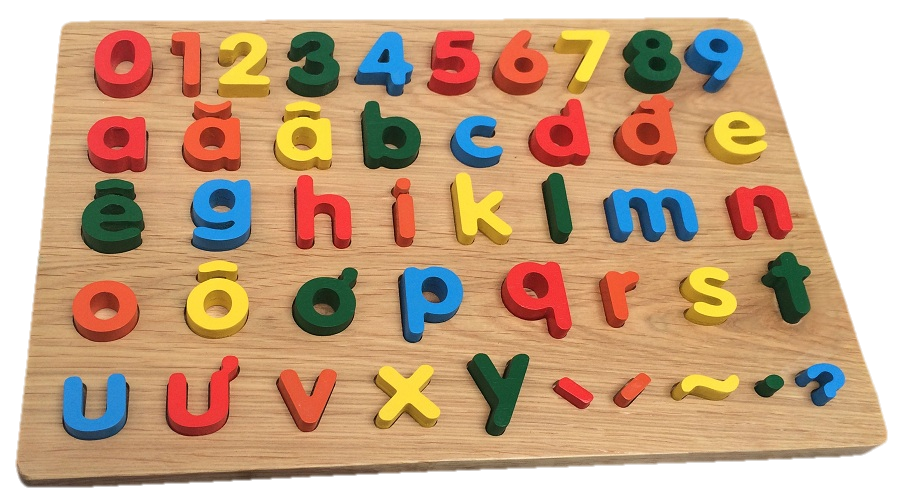 0 1 2 3 4 5 6 7 8 9
a ă â b c d đ e
ê g h i k l m n
o ô ơ p q r s t
u ư v x y ` ´ ~ . ?